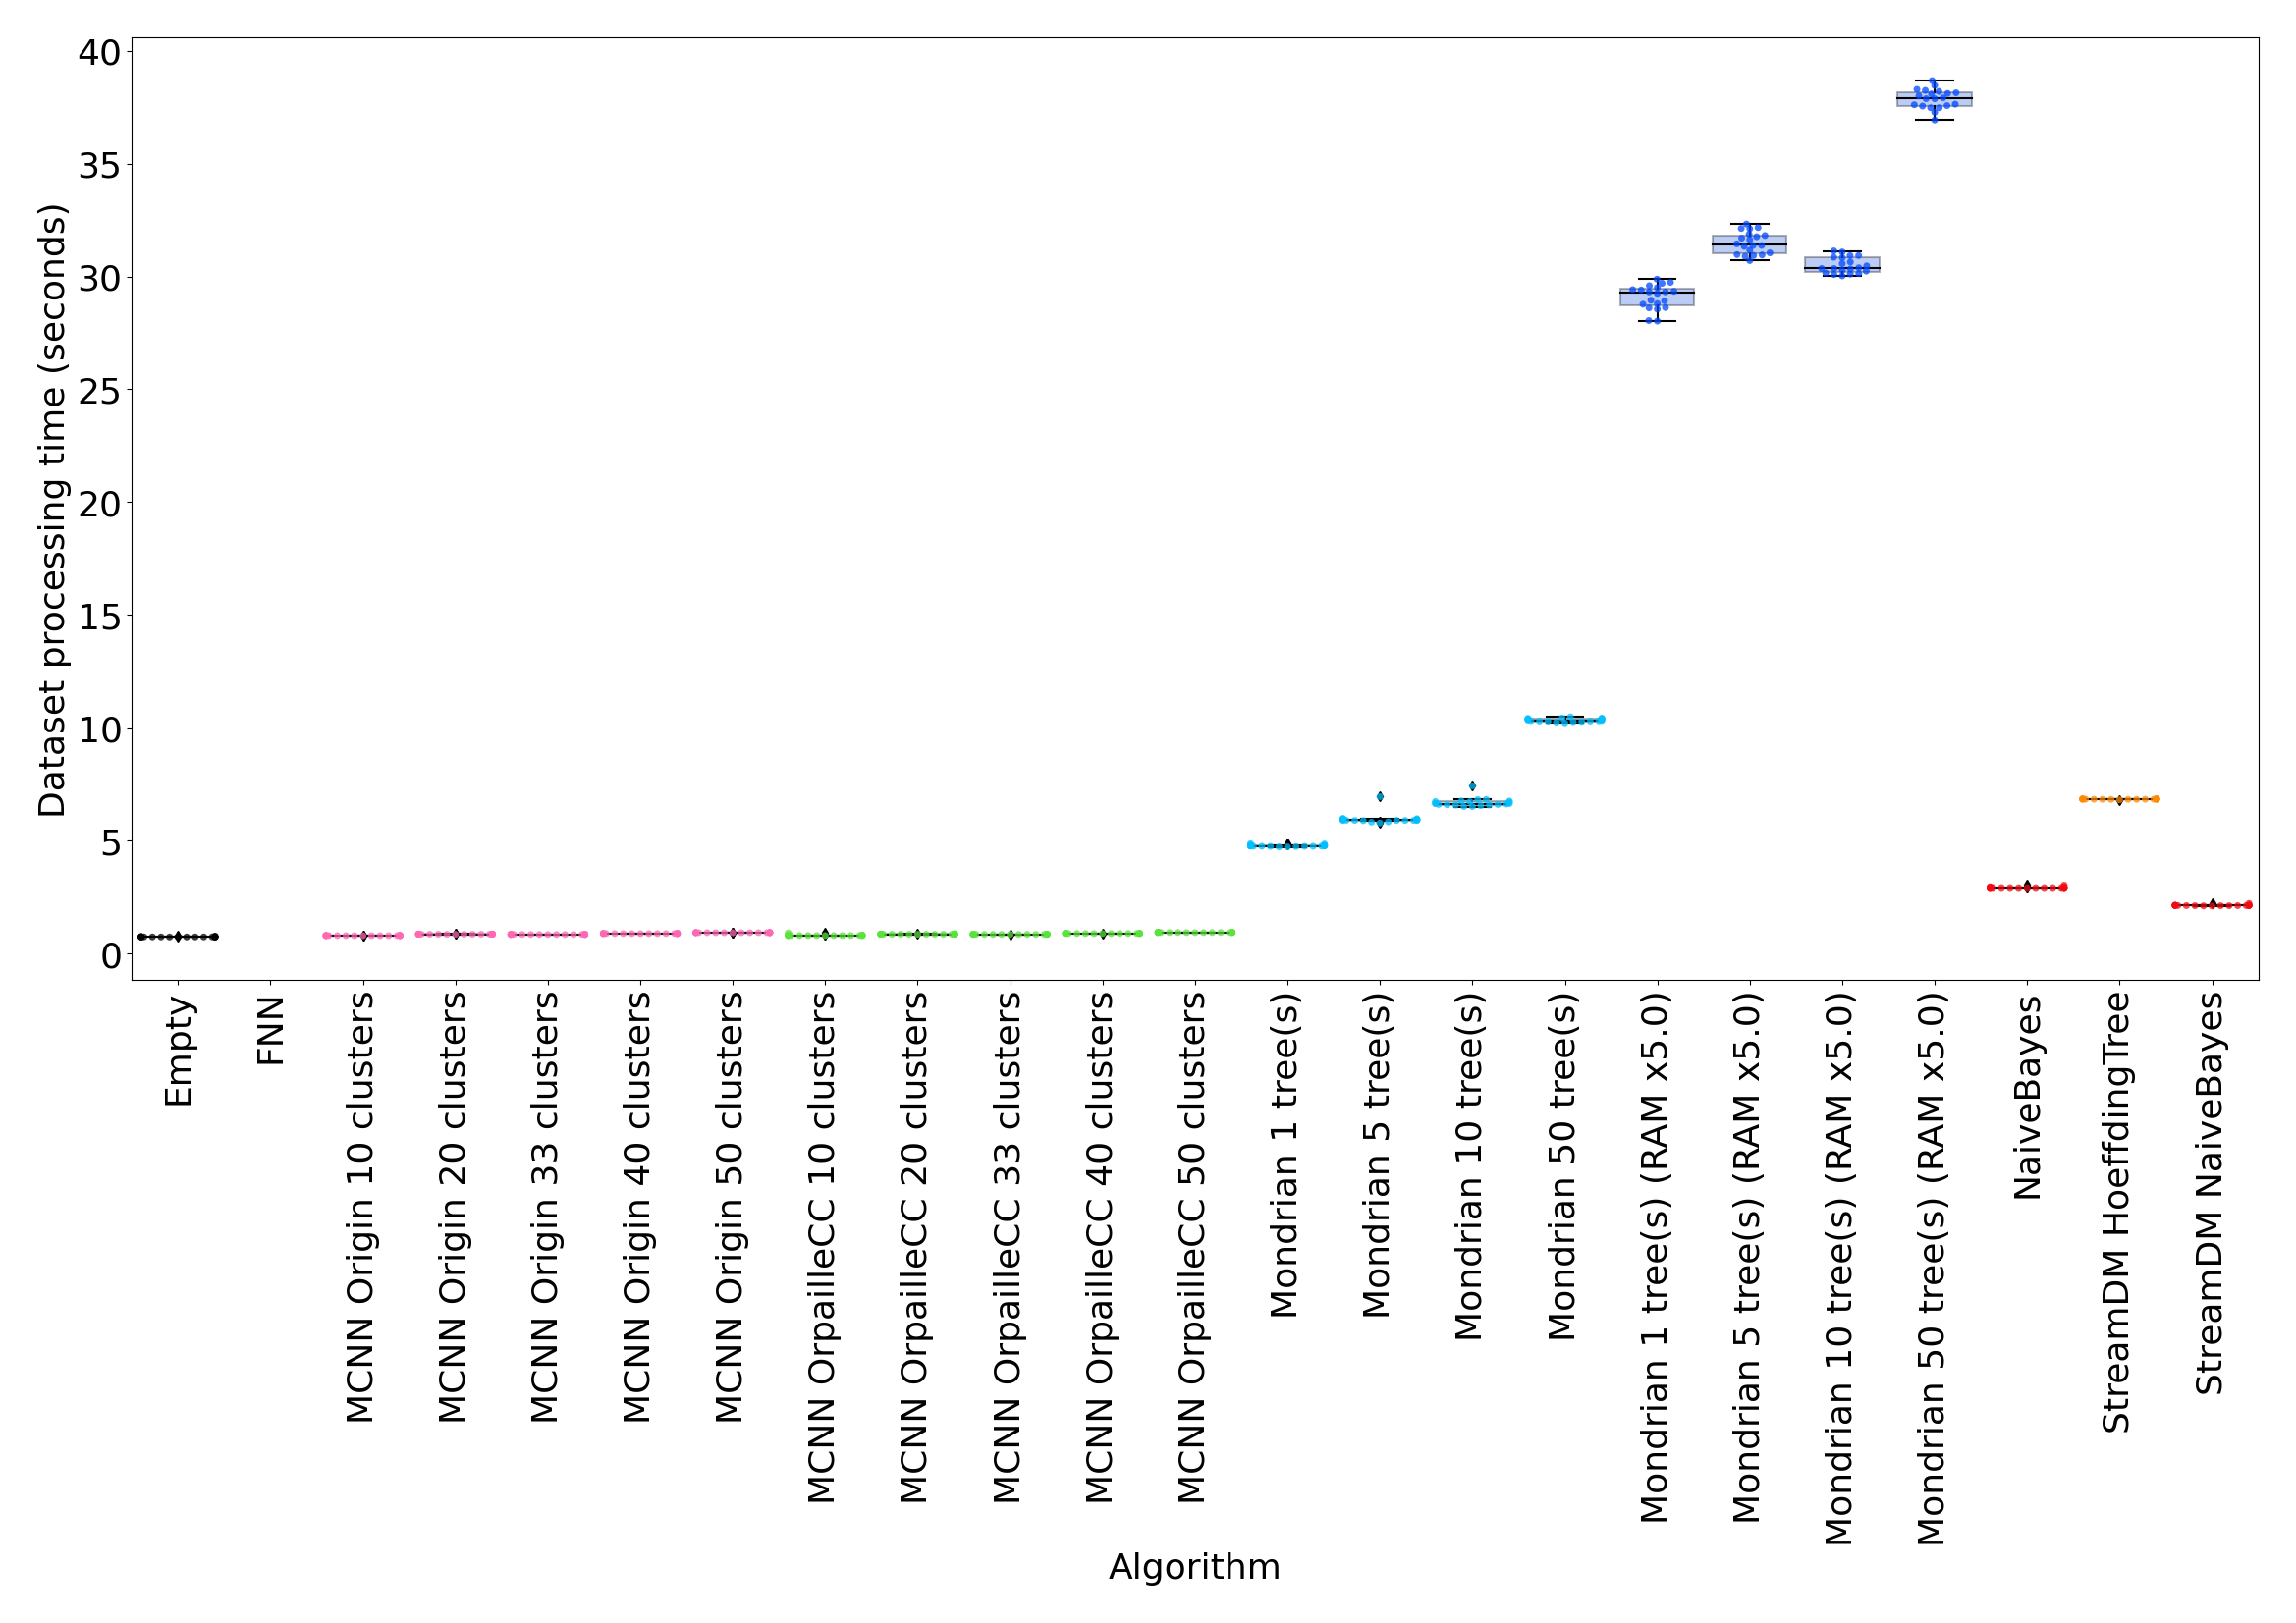 Dataset processing time (seconds)
40
35
30
25
20
15
10
5
0
Empty
FNN
MCNN Origin 10 clusters
MCNN Origin 20 clusters
MCNN Origin 33 clusters
MCNN Origin 40 clusters
MCNN Origin 50 clusters
MCNN OrpailleCC 10 clusters
MCNN OrpailleCC 20 clusters
MCNN OrpailleCC 33 clusters
MCNN OrpailleCC 40 clusters
MCNN OrpailleCC 50 clusters
Mondrian 1 tree(s)
Mondrian 5 tree(s)
Mondrian 10 tree(s)
Mondrian 50 tree(s)
Mondrian 1 tree(s) (RAM x5.0)
Mondrian 5 tree(s) (RAM x5.0)
Mondrian 10 tree(s) (RAM x5.0)
Mondrian 50 tree(s) (RAM x5.0)
NaiveBayes
StreamDM HoeffdingTree
StreamDM NaiveBayes
Algorithm